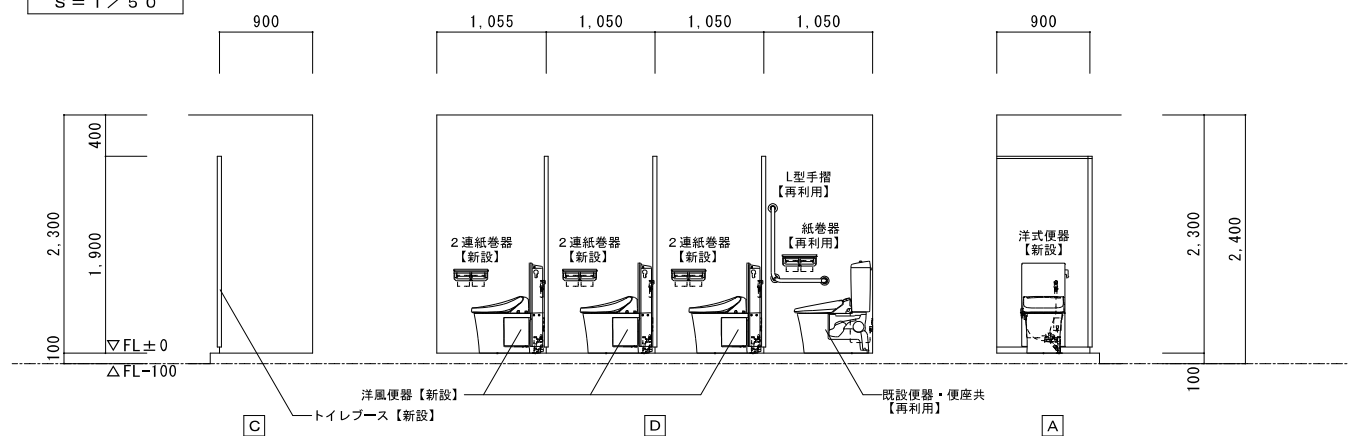 S=1/50
900
1,055
1,050
1,050
1,050
900
400
2,300
1,900
100
▽FL±0
△FL-100
２連紙巻器
【新設】
２連紙巻器
【新設】
２連紙巻器
【新設】
L型手摺
【再利用】
紙巻器
【再利用】
洋式便器
【新設】
2,300
2,400
100
洋風便器【新設】
トイレブース【新設】
既設便器・便座共
【再利用】
C
D
A